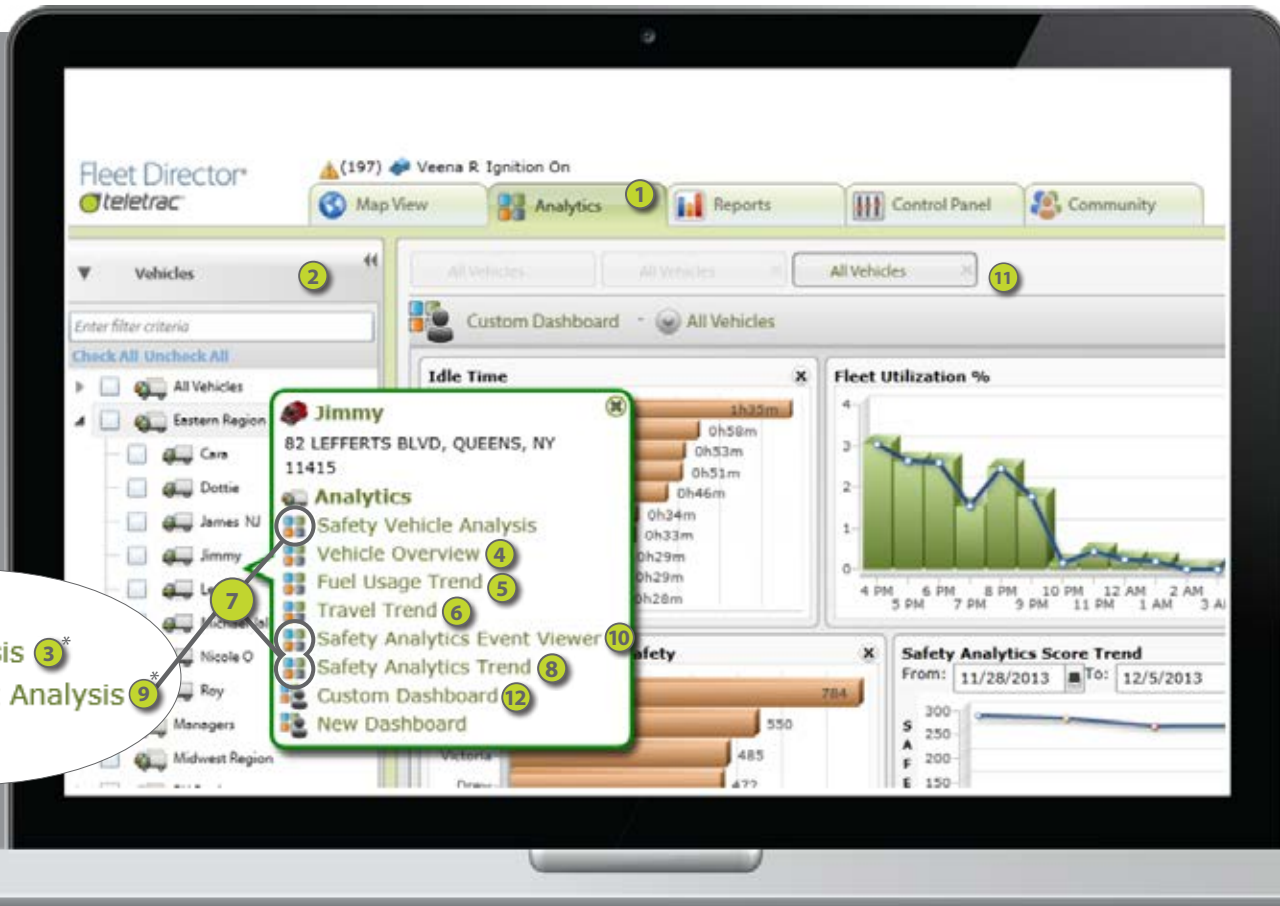 Fleet Director
teletrac
(197) Veena R Ignition On
Map View
Analytics
1
Reports
Control Panel
Community
Vehicles
2
Enter filter criteria
Check All Uncheck All
All Vehicles
Eastern Region
Cara
Dottie
James NJ
Jimmy
Nicole O
Roy
Managers
Midwest Region
3*
Analysis 9*
7
All Vehicles
All Vehicles
All Vehicles
11
Custom Dashboard - All Vehicles
Jimmy
82 LEFFERTS BLVD, QUEENS, NY
11415
Analytics
Safety Vehicle Analysis
Vehicle Overview 4
Fuel Usage Trend 5
Travel Trend 6
Safety Analytics Event Viewer 10
Safety Analytics Trend 8
Custom Dashboard 12
New Dashboard
Idle Time
1h35m
0h58m
0h53m
0h51m
0h46m
0h34m
0h33m
0h29m
0h29m
0h28m
Fleet Utilization %
4
3
2
1
0
4 PM 6 PM 8 PM 10 PM 12 AM 2 AM
5 PM 7 PM 9 PM 11 PM 1 AM
Safety
784
550
485
Victoria
477
Safety Analytics Score Trend
From: 11/28/2013 To: 12/5/2013
300
250
200
150
S
A
F
E